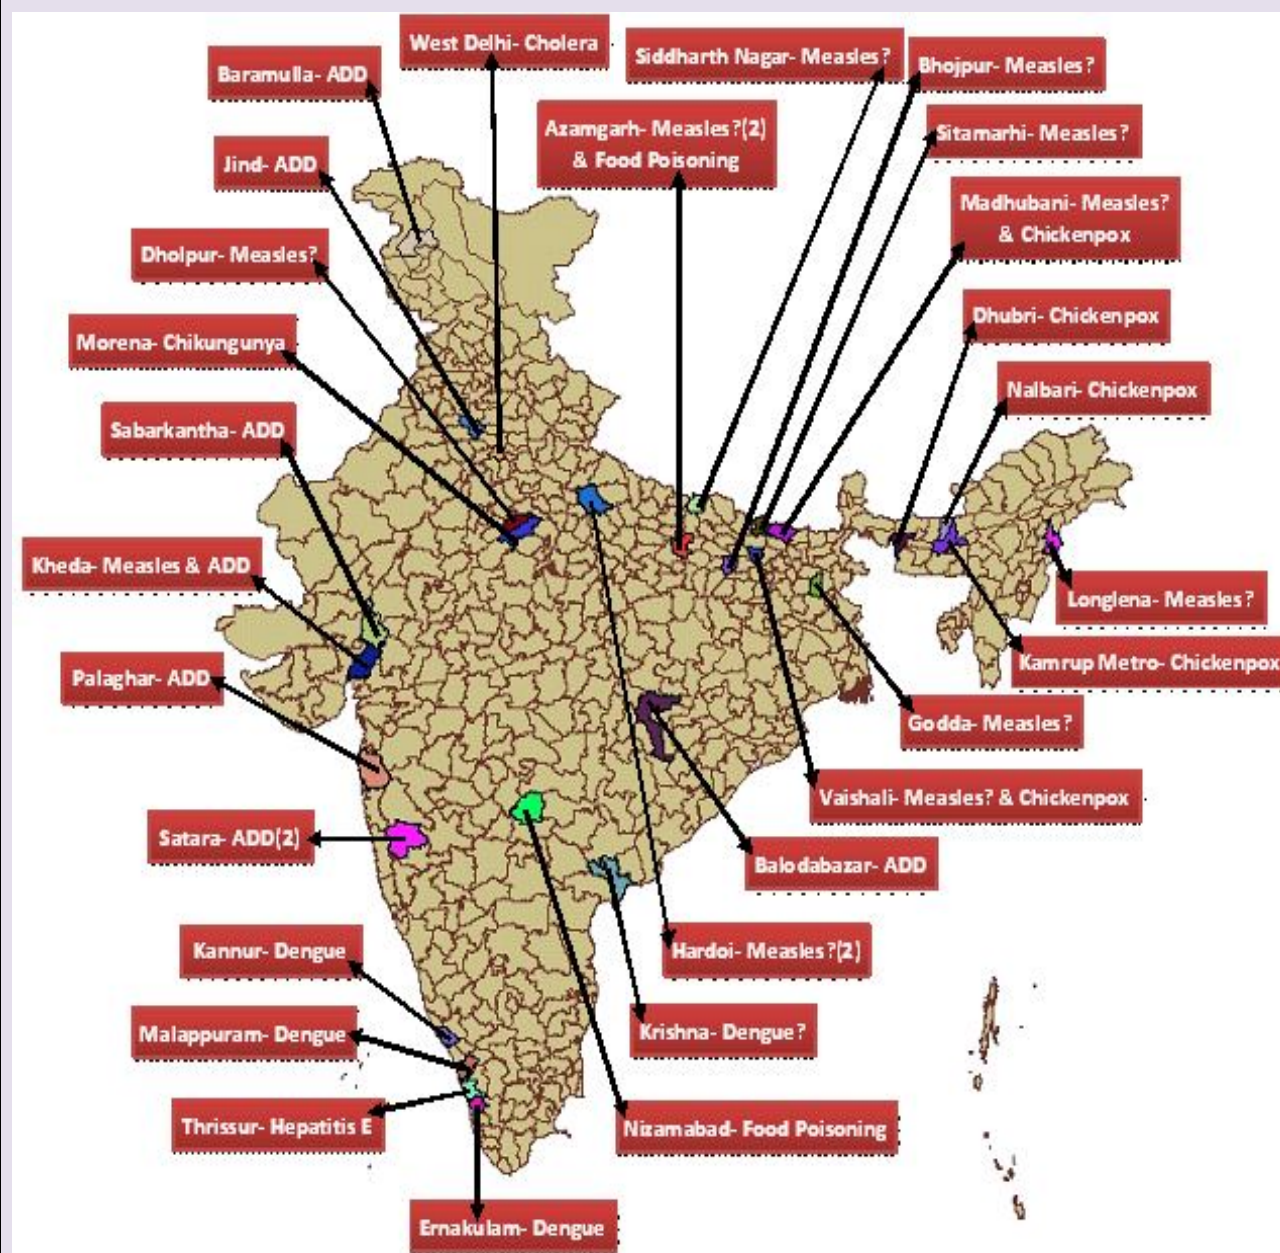 West Delhi- Cholera
Siddharth Nagar- Measles?
Bhojpur- Measles?
Baramulla- ADD
Azamgarh- Measles?(2)
& Food Poisoning
Sitamarhi- Measles?
Jind- ADD
Madhubani- Measles?
& Chickenpox
Dholpur- Measles?
Dhubri- Chickenpox
Morena- Chikungunya
Nalbari- Chickenpox
Sabarkantha- ADD
Kheda- Measles & ADD
Longlena- Measles?
Kamrup Metro- Chickenpox
Palaghar- ADD
Godda- Measles?
Vaishali- Measles? & Chickenpox
Satara- ADD(2)
Balodabazar- ADD
Kannur- Dengue
Hardoi- Measles?(2)
Malappuram- Dengue
Krishna- Dengue?
Thrissur- Hepatitis E
Nizamabad- Food Poisoning
Ernakulam- Dengue